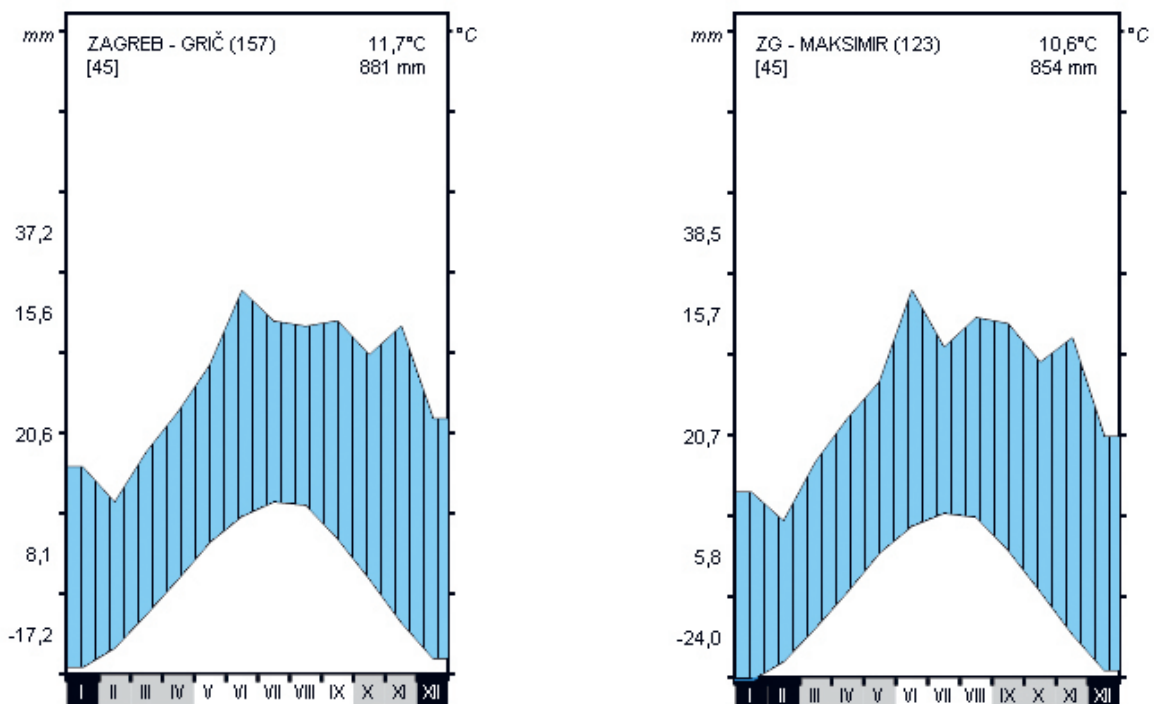 mm
°C
ZAGREB - GRIČ (157)
11,7°C
[45]
881 mm
37,2
15,6
20,6
8,1
-17,2
I II III IV V VI VII VIII IX X XI XII
mm
°C
ZG - MAKSIMIR (123)
10,6°C
[45]
854 mm
38,5
15,7
20,7
5,8
-24,0
I II III IV V VI VII VIII IX X XI XII